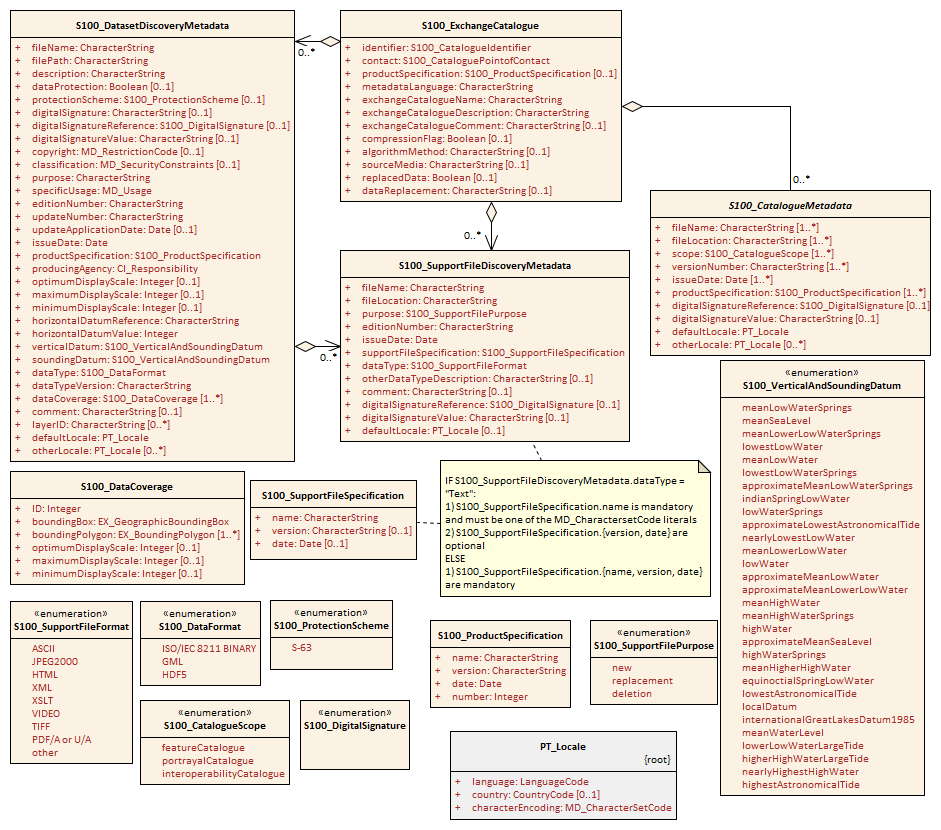 S100_DatasetDiscoveryMetadata
+ fileName: CharacterString
+ filePath: CharacterString
+ description: CharacterString
+ dataProtection: Boolean [0..1]
+ protectionScheme: S100_ProtectionScheme [0..1]
+ digitalSignature: CharacterString [0..1]
+ digitalSignatureReference: S100_DigitalSignature [0..1]
+ digitalSignatureValue: CharacterString [0..1]
+ copyright: MD_RestrictionCode [0..1]
+ classification: MD_SecurityConstraints [0..1]
+ purpose: CharacterString
+ specificUsage: MD_Usage
+ editionNumber: CharacterString
+ updateNumber: CharacterString
+ updateApplicationDate: Date [0..1]
+ issueDate: Date
+ productSpecification: S100_ProductSpecification
+ producingAgency: CI_Responsibility
+ optimumDisplayScale: Integer [0..1]
+ maximumDisplayScale: Integer [0..1]
+ minimumDisplayScale: Integer [0..1]
+ horizontalDatumReference: CharacterString
+ horizontalDatumValue: Integer
+ verticalDatum: S100_VerticalAndSoundingDatum
+ soundingDatum: S100_VerticalAndSoundingDatum
+ dataType: S100_DataFormat
+ dataTypeVersion: CharacterString
+ dataCoverage: S100_DataCoverage [1..*]
+ comment: CharacterString [0..1]
+ layerID: CharacterString [0..*]
+ defaultLocale: PT_Locale
+ otherLocale: PT_Locale [0..*]
0..*
S100_ExchangeCatalogue
+ identifier: S100_CatalogueIdentifier
+ contact: S100_CataloguePointofContact
+ productSpecification: S100_ProductSpecification [0..1]
+ metadataLanguage: CharacterString
+ exchangeCatalogueName: CharacterString
+ exchangeCatalogueDescription: CharacterString
+ exchangeCatalogueComment: CharacterString [0..1]
+ compressionFlag: Boolean [0..1]
+ algorithmMethod: CharacterString [0..1]
+ sourceMedia: CharacterString [0..1]
+ replacedData: Boolean [0..1]
+ dataReplacement: CharacterString [0..1]
0..*
0..*
S100_CatalogueMetadata
+ fileName: CharacterString [1..*]
+ fileLocation: CharacterString [1..*]
+ scope: S100_CatalogueScope [1..*]
+ versionNumber: CharacterString [1..*]
+ issueDate: Date [1..*]
+ productSpecification: S100_ProductSpecification [1..*]
+ digitalSignatureReference: S100_DigitalSignature [0..1]
+ digitalSignatureValue: CharacterString [0..1]
+ defaultLocale: PT_Locale
+ otherLocale: PT_Locale [0..*]
S100_SupportFileDiscoveryMetadata
+ fileName: CharacterString
+ fileLocation: CharacterString
+ purpose: S100_SupportFilePurpose
+ editionNumber: CharacterString
+ issueDate: Date
+ supportFileSpecification: S100_SupportFileSpecification
+ dataType: S100_SupportFileFormat
+ otherDataTypeDescription: CharacterString [0..1]
+ comment: CharacterString [0..1]
+ digitalSignatureReference: S100_DigitalSignature [0..1]
+ digitalSignatureValue: CharacterString [0..1]
+ defaultLocale: PT_Locale [0..1]
0..*
«enumeration»
S100_VerticalAndSoundingDatum
meanLowWaterSprings
meanSeaLevel
meanLowerLowWaterSprings
lowestLowWater
meanLowWater
lowestLowWaterSprings
approximateMeanLowWaterSprings
indianSpringLowWater
lowWaterSprings
approximateLowestAstronomicalTide
nearlyLowestLowWater
meanLowerLowWater
lowWater
approximateMeanLowWater
approximateMeanLowerLowWater
meanHighWater
meanHighWaterSprings
highWater
approximateMeanSeaLevel
highWaterSprings
meanHigherHighWater
equinoctialSpringLowWater
lowestAstronomicalTide
localDatum
internationalGreatLakesDatum1985
meanWaterLevel
lowerLowWaterLargeTide
higherHighWaterLargeTide
nearlyHighestHighWater
highestAstronomicalTide
S100_DataCoverage
+ ID: Integer
+ boundingBox: EX_GeographicBoundingBox
+ boundingPolygon: EX_BoundingPolygon [1..*]
+ optimumDisplayScale: Integer [0..1]
+ maximumDisplayScale: Integer [0..1]
+ minimumDisplayScale: Integer [0..1]
S100_SupportFileSpecification
+ name: CharacterString
+ version: CharacterString [0..1]
+ date: Date [0..1]
IF S100_SupportFileDiscoveryMetadata.dataType =
"Text":
1) S100_SupportFileSpecification.name is mandatory
and must be one of the MD_CharactersetCode literals
2) S100_SupportFileSpecification.{version, date} are
optional
ELSE
1) S100_SupportFileSpecification.{name, version, date}
are mandatory
«enumeration»
S100_SupportFileFormat
ASCII
JPEG2000
HTML
XML
XSLT
VIDEO
TIFF
PDF/A or U/A
other
«enumeration»
S100_DataFormat
ISO/IEC 8211 BINARY
GML
HDF5
«enumeration»
S100_ProtectionScheme
S-63
S100_ProductSpecification
+ name: CharacterString
+ version: CharacterString
+ date: Date
+ number: Integer
«enumeration»
S100_SupportFilePurpose
new
replacement
deletion
«enumeration»
S100_CatalogueScope
featureCatalogue
portrayalCatalogue
interoperabilityCatalogue
«enumeration»
S100_DigitalSignature
PT_Locale
{root}
+ language: LanguageCode
+ country: CountryCode [0..1]
+ characterEncoding: MD_CharacterSetCode